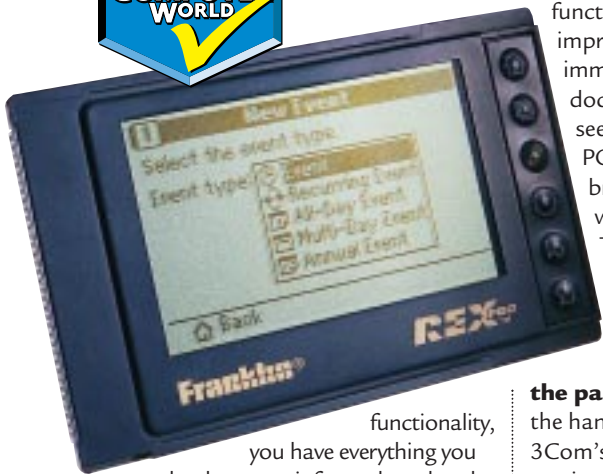 WORLD
New Event
Select the event type.
Event type:
Event
Recurring Event
All-Day Event
Multi-Day Event
Annual Event
Back
Franklin®
REX PRO
functionality,
you have everything you
funct
impr
imm
doc
see
PC
b
v
the pa
the han
3Com's